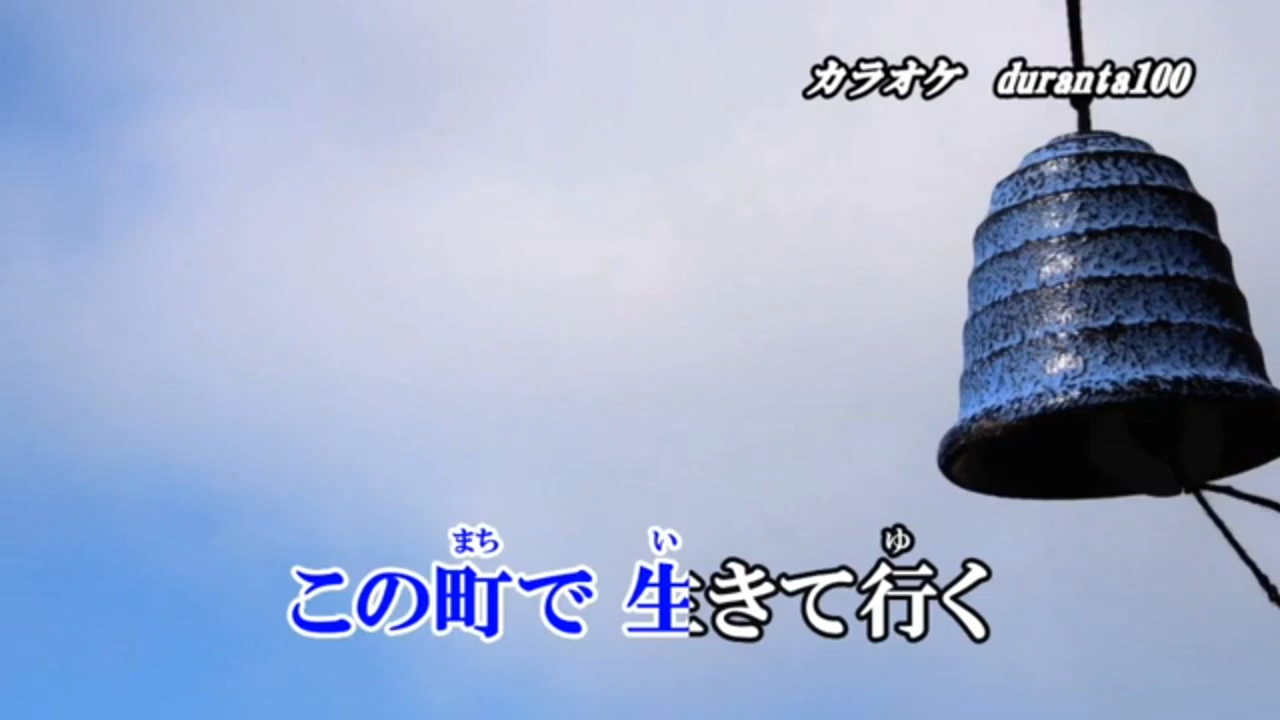 カラオケ　duranta100
まち　い　ゆ
この町で 生きて行く